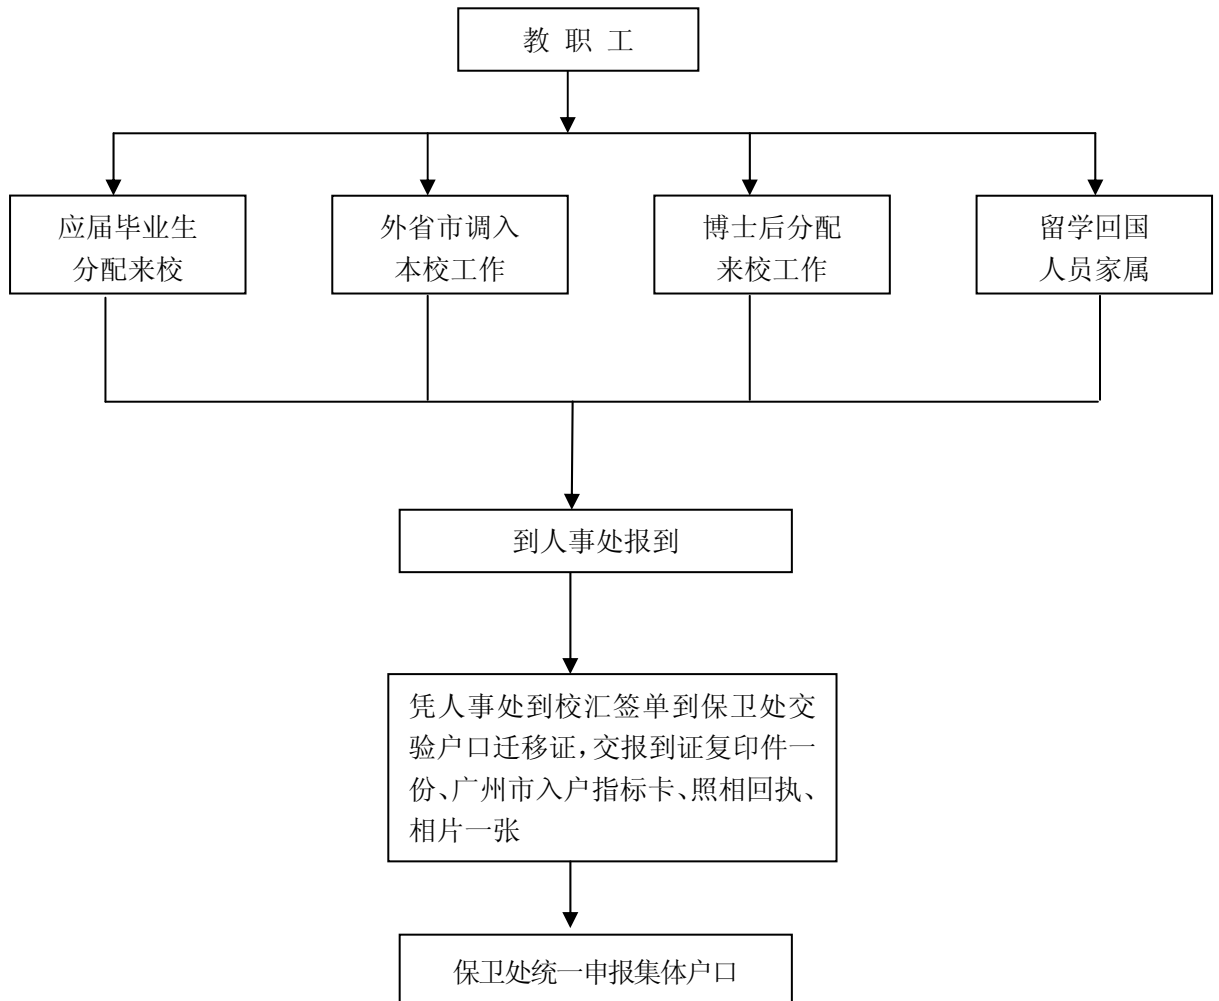 教 职 工
应届毕业生
分配来校
外省市调入
本校工作
博士后分配
来校工作
留学回国
人员家属
到人事处报到
凭人事处到校汇签单到保卫处交
验户口迁移证,交报到证复印件一
份、广州市入户指标卡、照相回执、
相片一张
保卫处统一申报集体户口